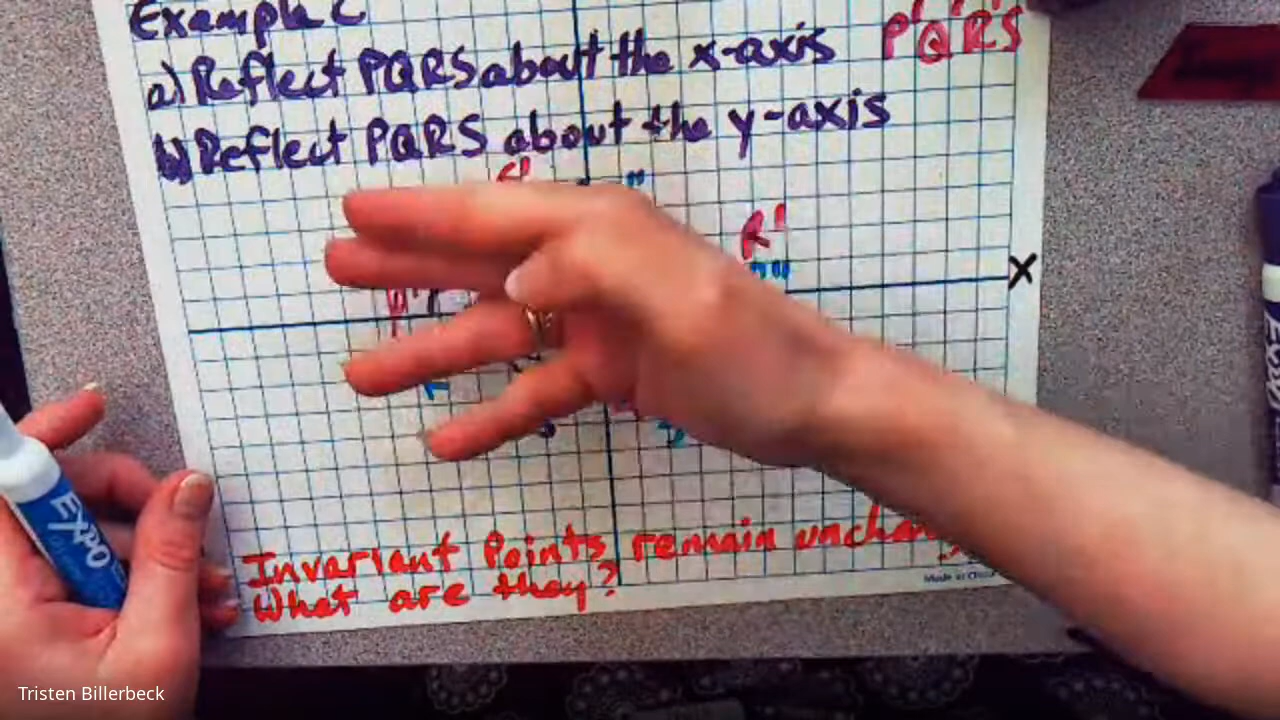 Example C
a) Reflect PQRS about the x-axis P'Q'R'S'
b) Reflect PQRS about the y-axis
R'
X
Invariant Points remain
What are they?
EXPO
Tristen Billerbeck